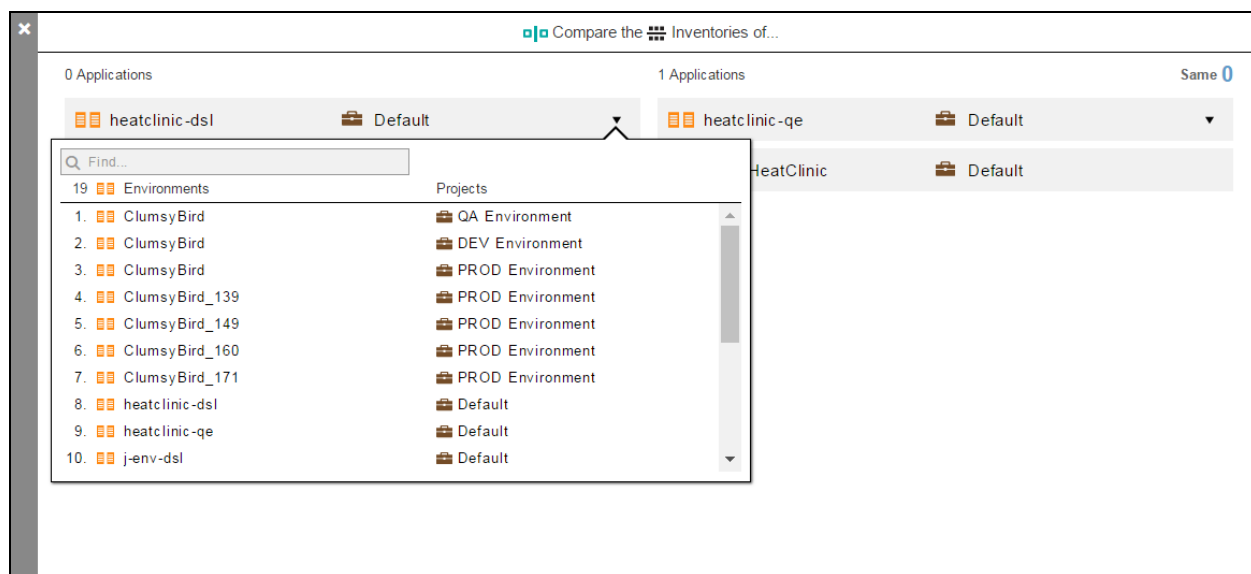 Compare the Inventories of...
0 Applications
1 Applications Same 0
heatclinic-dsl Default
heatclinic-qe Default
HeatClinic Default
Find...
19 Environments Projects
1. ClumsyBird QA Environment
2. ClumsyBird DEV Environment
3. ClumsyBird PROD Environment
4. ClumsyBird_139 PROD Environment
5. ClumsyBird_149 PROD Environment
6. ClumsyBird_160 PROD Environment
7. ClumsyBird_171 PROD Environment
8. heatclinic-dsl Default
9. heatclinic-qe Default
10. j-env-dsl Default